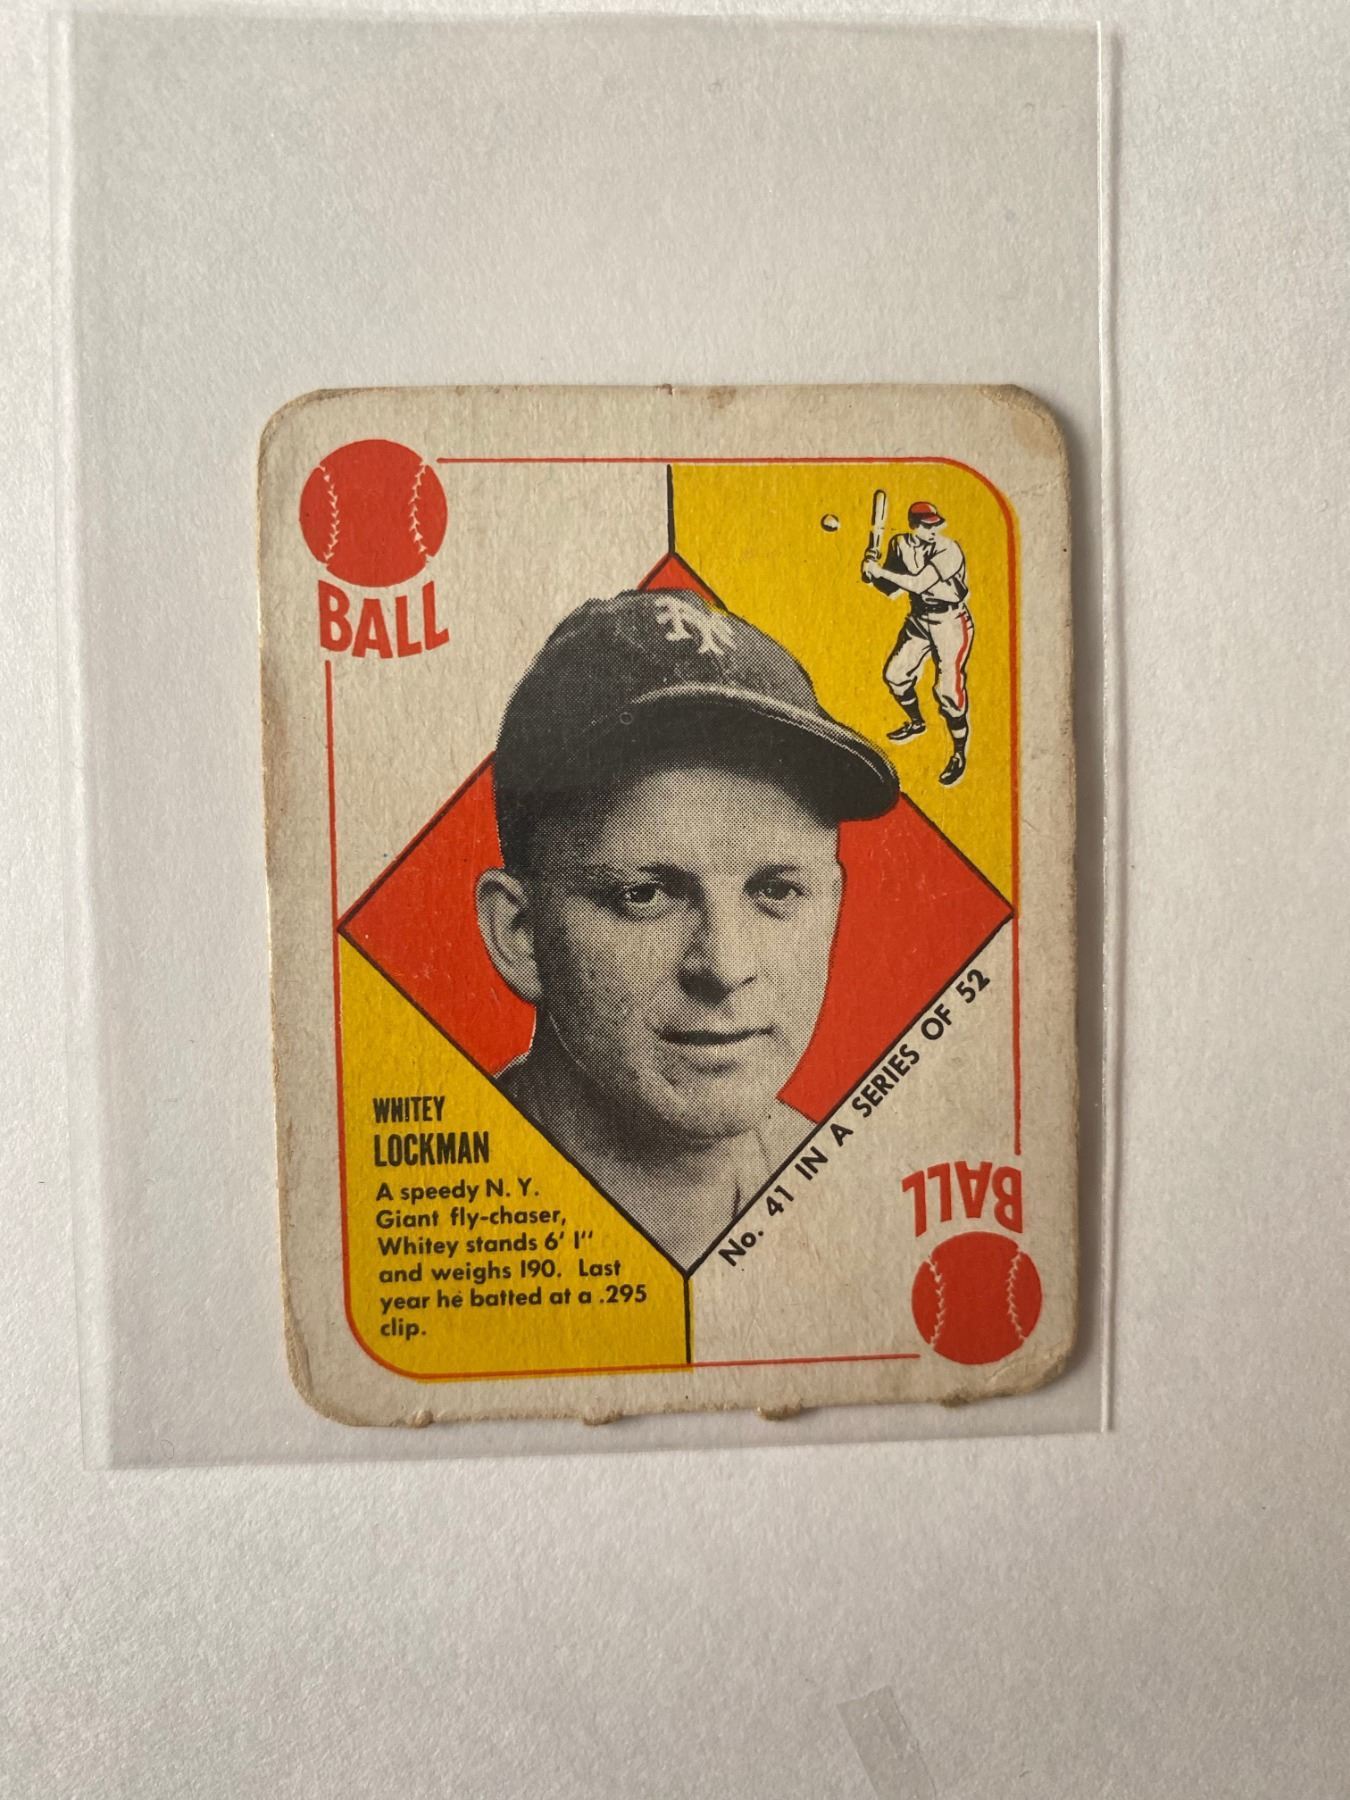 BALL
NY
WHITEY
LOCKMAN
A speedy N. Y.
Giant fly-chaser,
Whitey stands 6' 1"
and weighs 190. Last
year he batted at a .295
clip.
No. 41 IN A SERIES OF 52
BALL